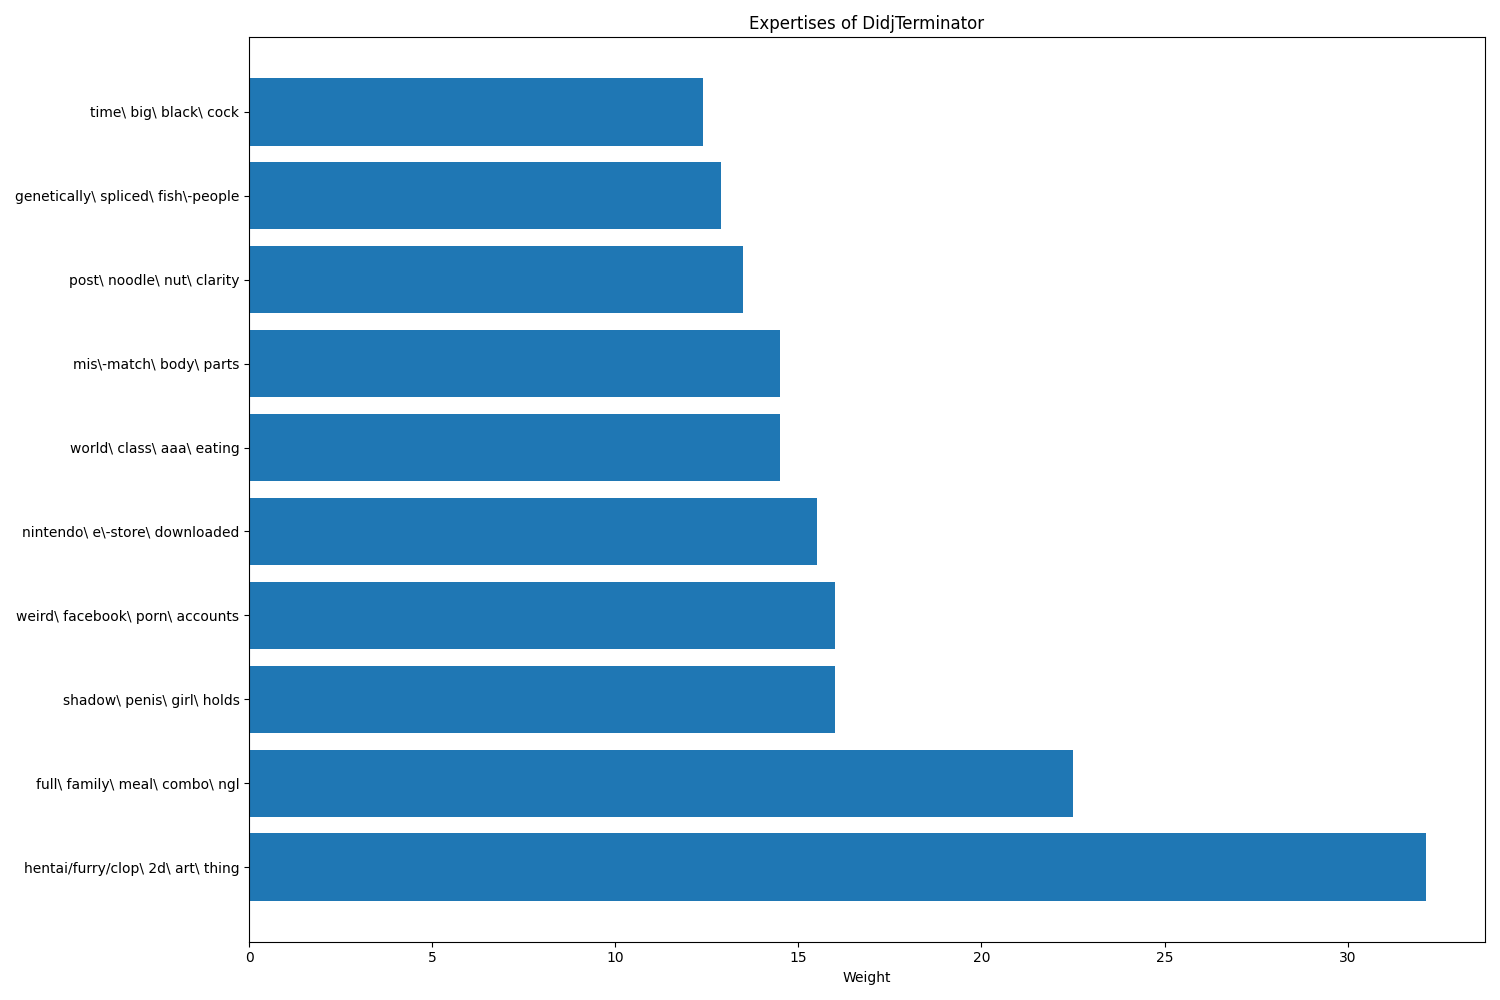 Expertises of DidjTerminator
time\ big\ black\ cock
genetically\ spliced\ fish\-people
post\ noodle\ nut\ clarity
mis\-match\ body\ parts
world\ class\ aaa\ eating
nintendo\ e\-store\ downloaded
weird\ facebook\ porn\ accounts
shadow\ penis\ girl\ holds
full\ family\ meal\ combo\ ngl
hentai/furry/clop\ 2d\ art\ thing
0 5 10 15 20 25 30
Weight